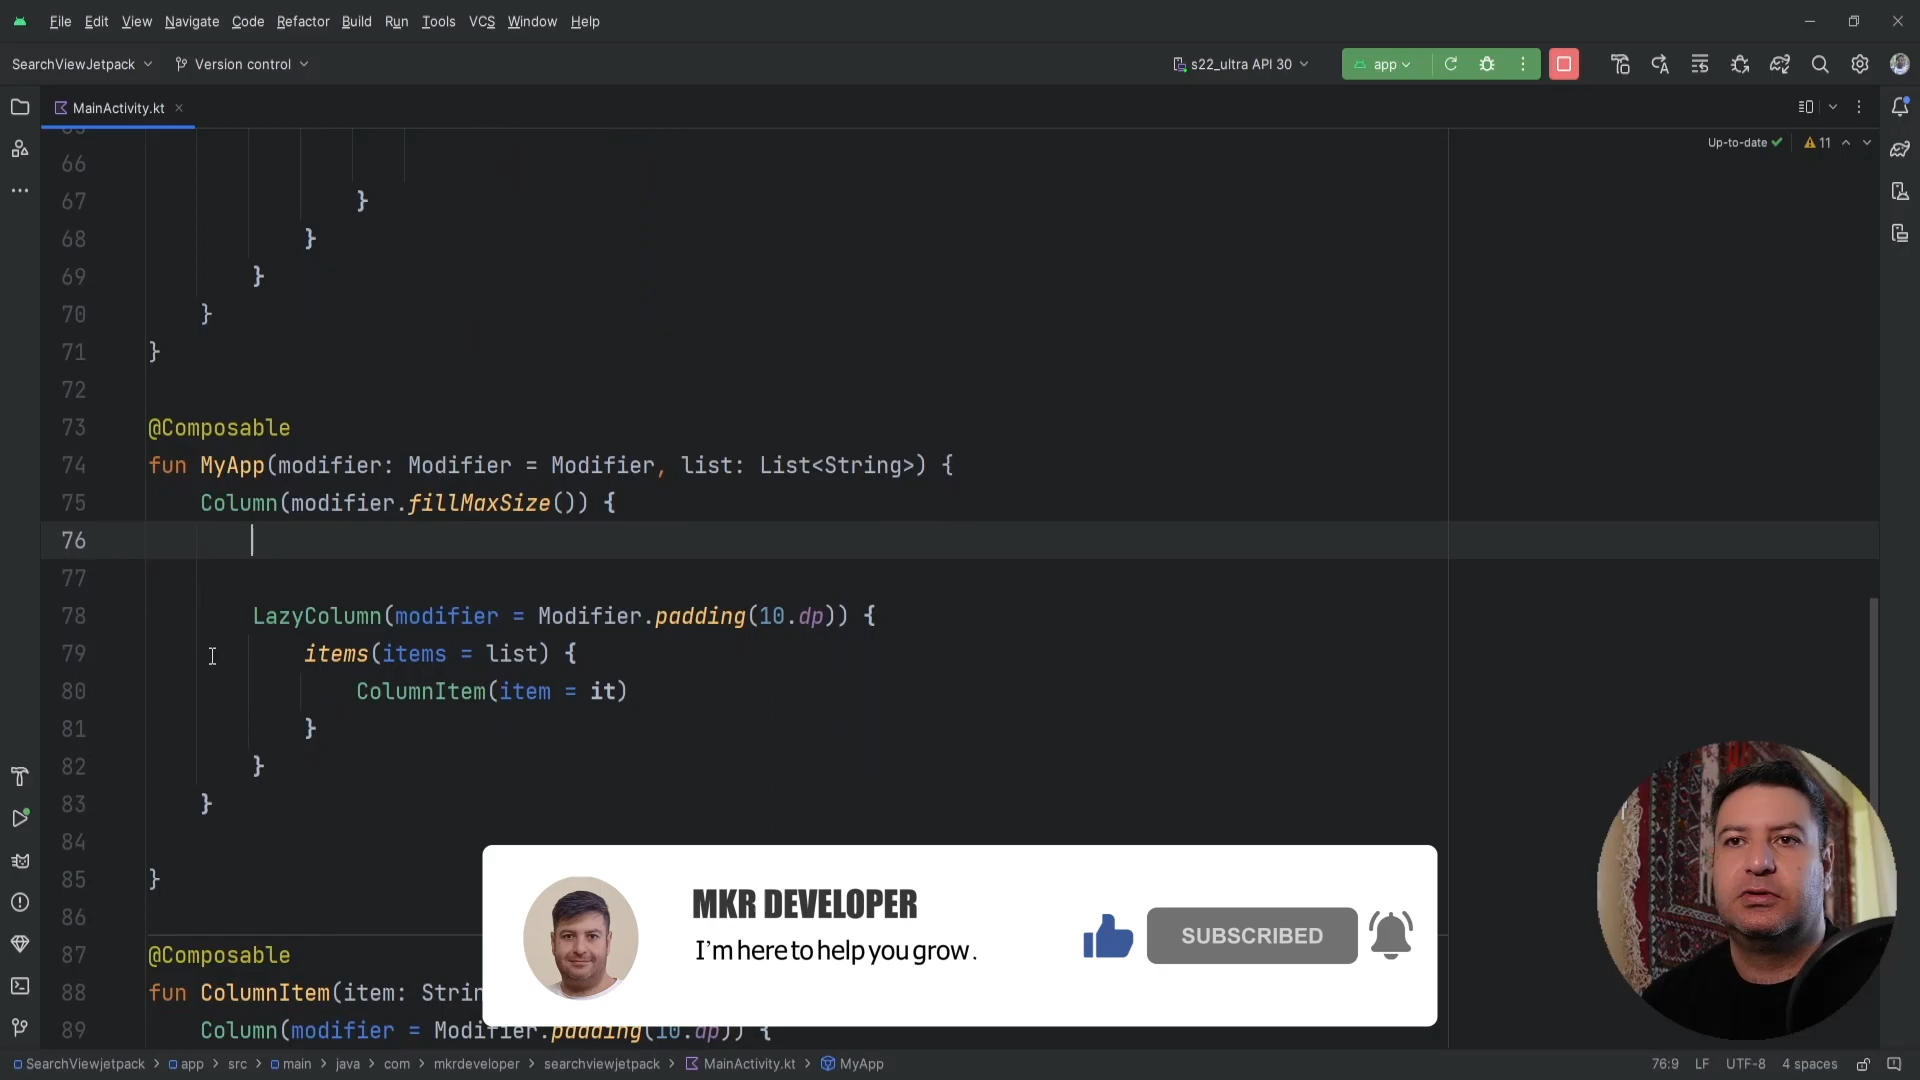 File Edit View Navigate Code Refactor Build Run Tools VCS Window Help
SearchViewJetpack Version control s22_ultra API 30 app
MainActivity.kt
Up-to-date 11
66
67 }
68 }
69 }
70 }
71 }
72
73 @Composable
74 fun MyApp(modifier: Modifier = Modifier, list: List<String>) {
75 Column(modifier.fillMaxSize()) {
76
77
78 LazyColumn(modifier = Modifier.padding(10.dp)) {
79 items(items = list) {
80 ColumnItem(item = it)
81 }
82 }
83 }
84
85 }
86
87 @Composable
88 fun ColumnItem(item: Strin
89 Column(modifier = Modifier.padding(10.dp)) {
MKR DEVELOPER
I'm here to help you grow.
SUBSCRIBED
SearchViewjetpack > app > src > main > java > com > mkrdeveloper > searchviewjetpack > MainActivity.kt > MyApp 76:9 LF UTF-8 4 spaces